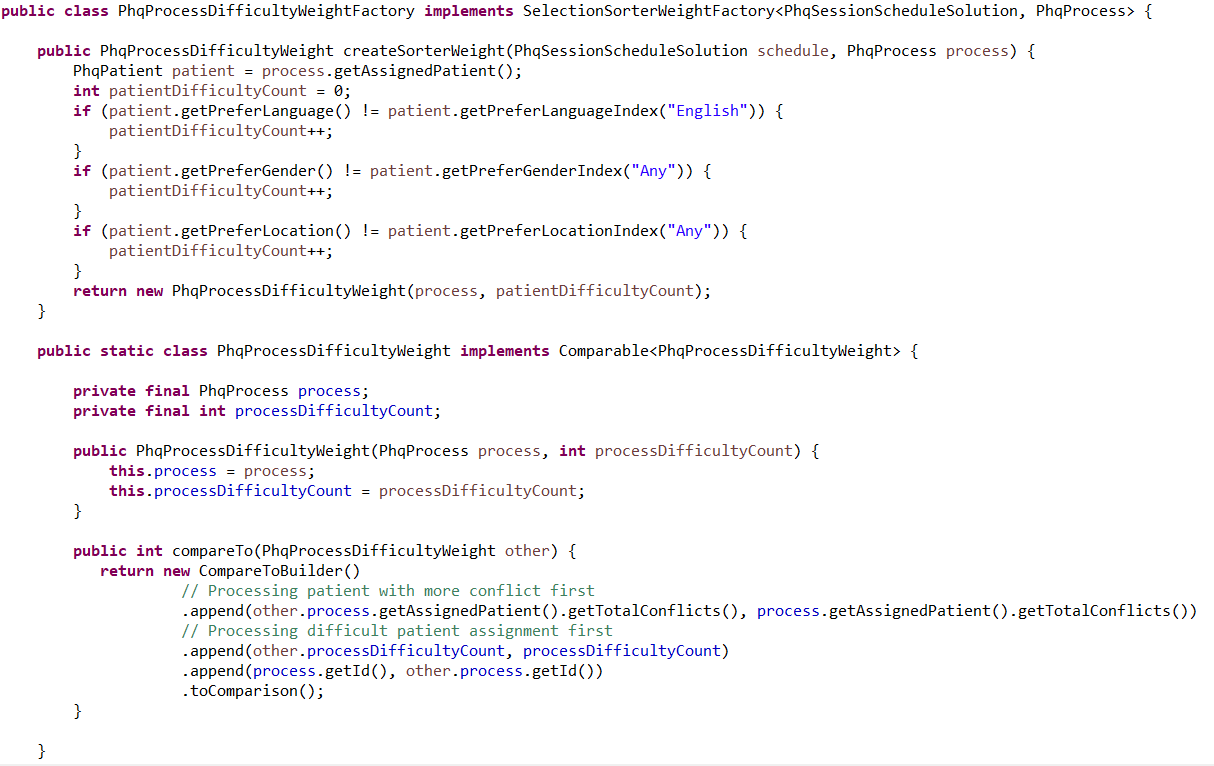 public class PhqProcessDifficultyWeightFactory implements SelectionSorterWeightFactory<PhqSessionScheduleSolution, PhqProcess> {
public PhqProcessDifficultyWeight createSorterWeight(PhqSessionScheduleSolution schedule, PhqProcess process) {
PhqPatient patient = process.getAssignedPatient();
int patientDifficultyCount = 0;
if (patient.getPreferLanguage() != patient.getPreferLanguageIndex("English")) {
patientDifficultyCount++;
}
if (patient.getPreferGender() != patient.getPreferGenderIndex("Any")) {
patientDifficultyCount++;
}
if (patient.getPreferLocation() != patient.getPreferLocationIndex("Any")) {
patientDifficultyCount++;
}
return new PhqProcessDifficultyWeight(process, patientDifficultyCount);
}
public static class PhqProcessDifficultyWeight implements Comparable<PhqProcessDifficultyWeight> {
private final PhqProcess process;
private final int processDifficultyCount;
public PhqProcessDifficultyWeight(PhqProcess process, int processDifficultyCount) {
this.process = process;
this.processDifficultyCount = processDifficultyCount;
}
public int compareTo(PhqProcessDifficultyWeight other) {
return new CompareToBuilder()
// Processing patient with more conflict first
.append(other.process.getAssignedPatient().getTotalConflicts(), process.getAssignedPatient().getTotalConflicts())
// Processing difficult patient assignment first
.append(other.processDifficultyCount, processDifficultyCount)
.append(process.getId(), other.process.getId())
.toComparison();
}
}